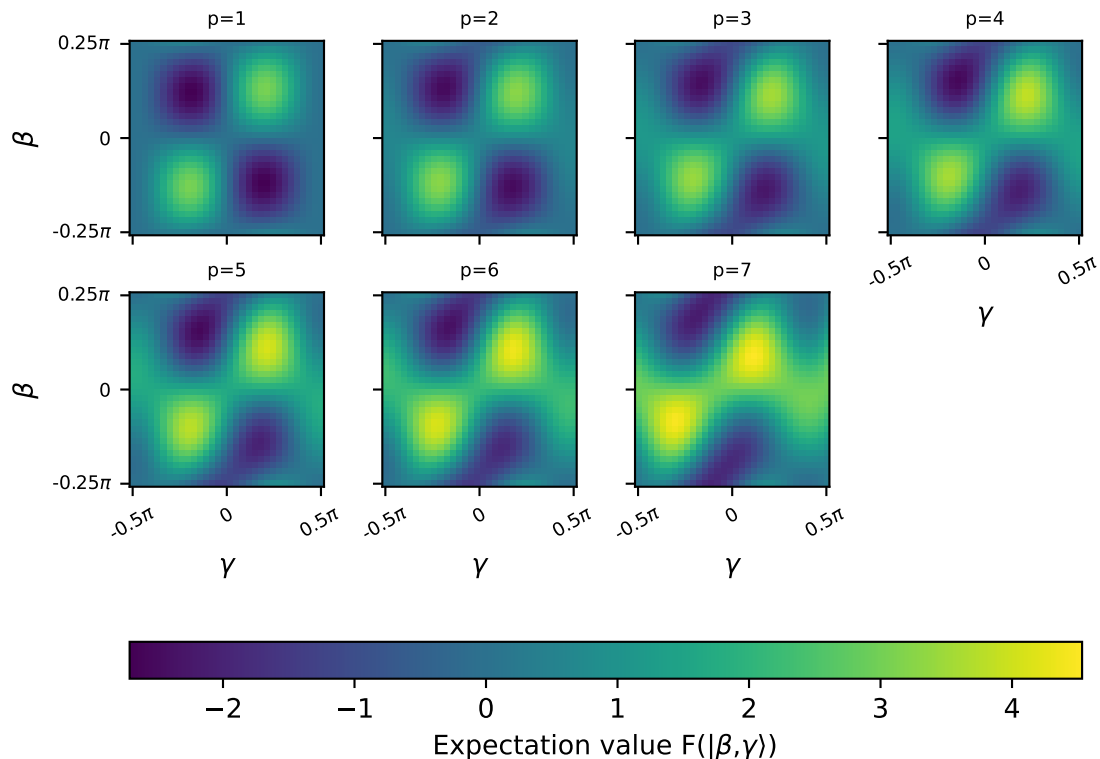 p=1 p=2 p=3 p=4
0.25π
β 0
-0.25π
-0.5π 0 0.5π
γ
p=5 p=6 p=7
0.25π
β 0
-0.25π
-0.5π 0 0.5π -0.5π 0 0.5π -0.5π 0 0.5π
γ γ γ
−2 −1 0 1 2 3 4
Expectation value F(|β,γ⟩)